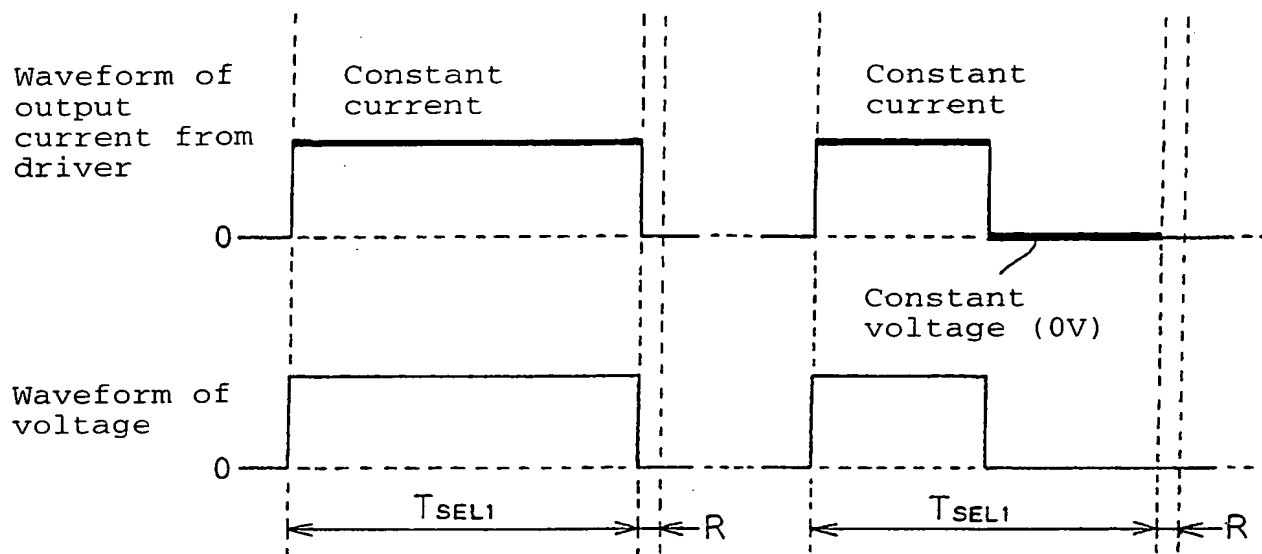 Waveform of
output
current from
driver
Constant
current
Constant
current
0
Constant
voltage (0V)
Waveform of
voltage
0
TSEL1
R
TSEL1
R